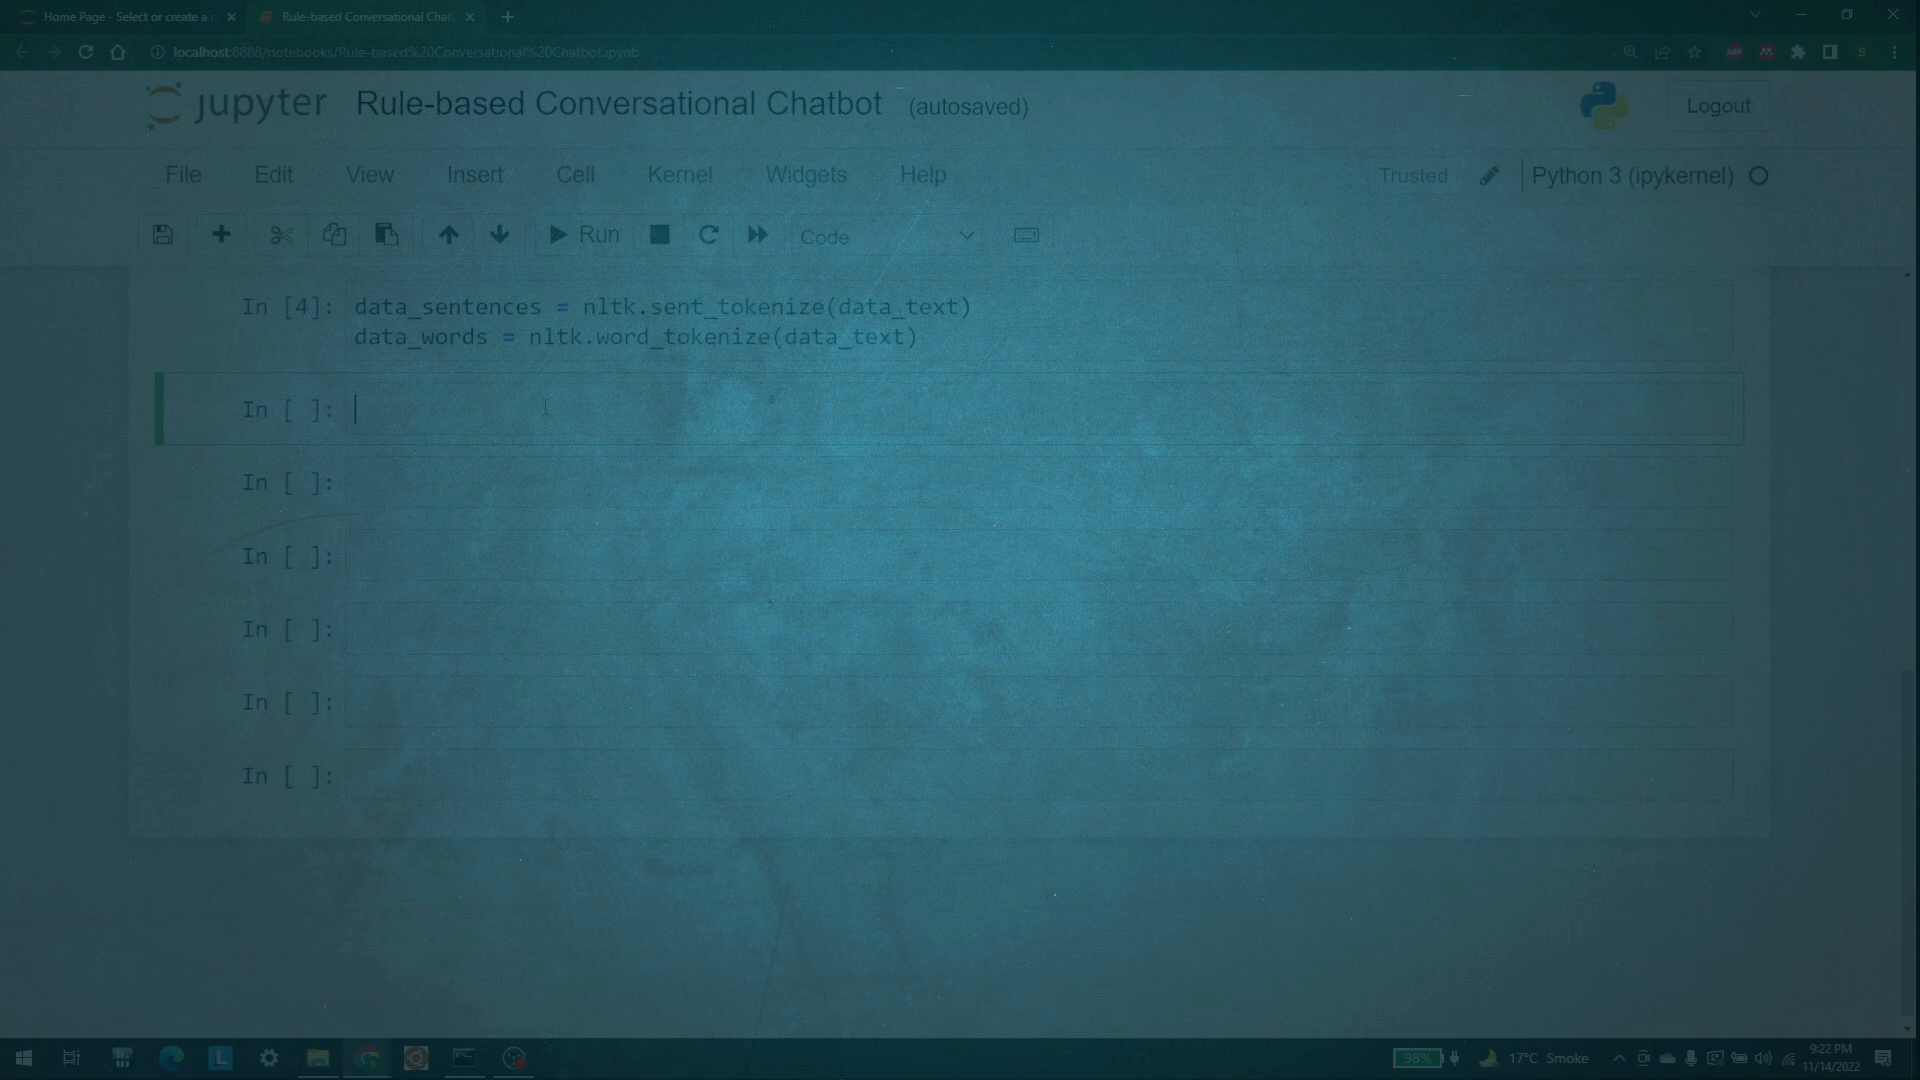 Home Page - Select or create a
Rule-based Conversational Chat
localhost:8888/notebooks/Rule-based%20Conversational%20Chatbot.ipynb
ABP
S
jupyter Rule-based Conversational Chatbot (autosaved)
Logout
File Edit View Insert Cell Kernel Widgets Help
Trusted Python 3 (ipykernel)
Run Code
In [4]: data_sentences = nltk.sent_tokenize(data_text)
data_words = nltk.word_tokenize(data_text)
In [ ]:
In [ ]:
In [ ]:
In [ ]:
In [ ]:
In [ ]:
L
98%
17°C Smoke
9:22 PM
11/14/2022